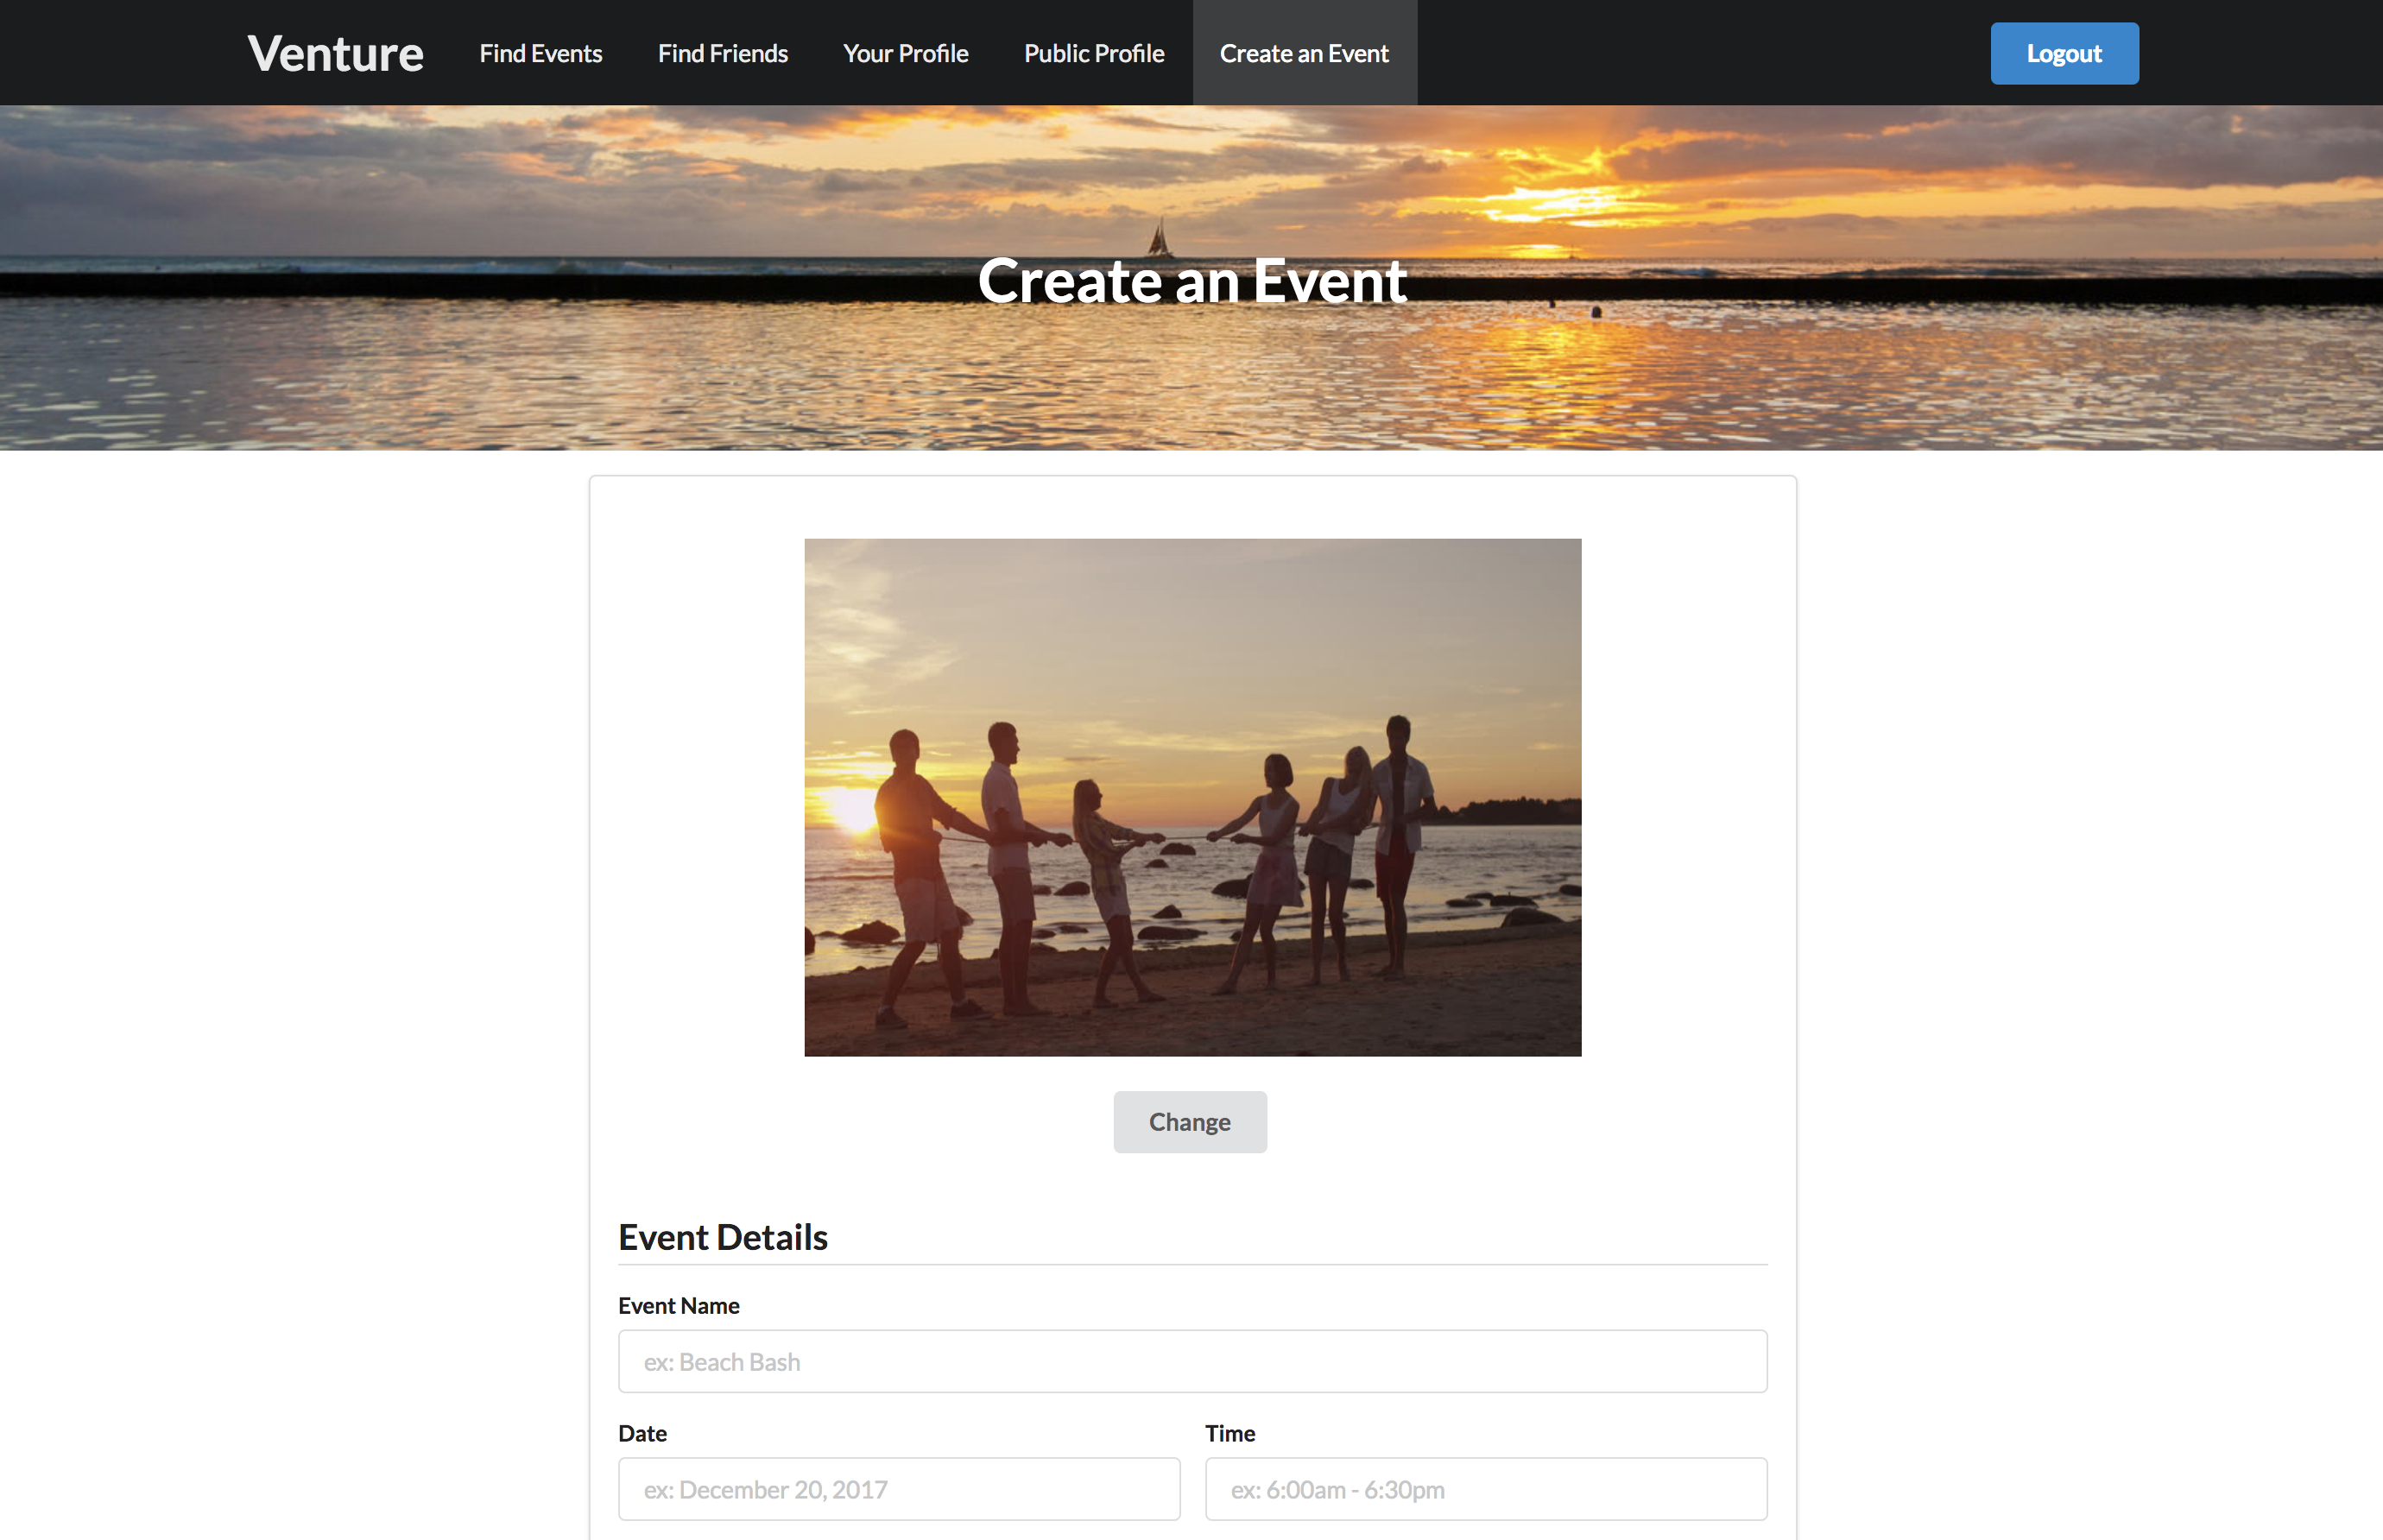 Venture Find Events Find Friends Your Profile Public Profile Create an Event Logout
Create an Event
Change
Event Details
Event Name
ex: Beach Bash
Date Time
ex: December 20, 2017 ex: 6:00am - 6:30pm